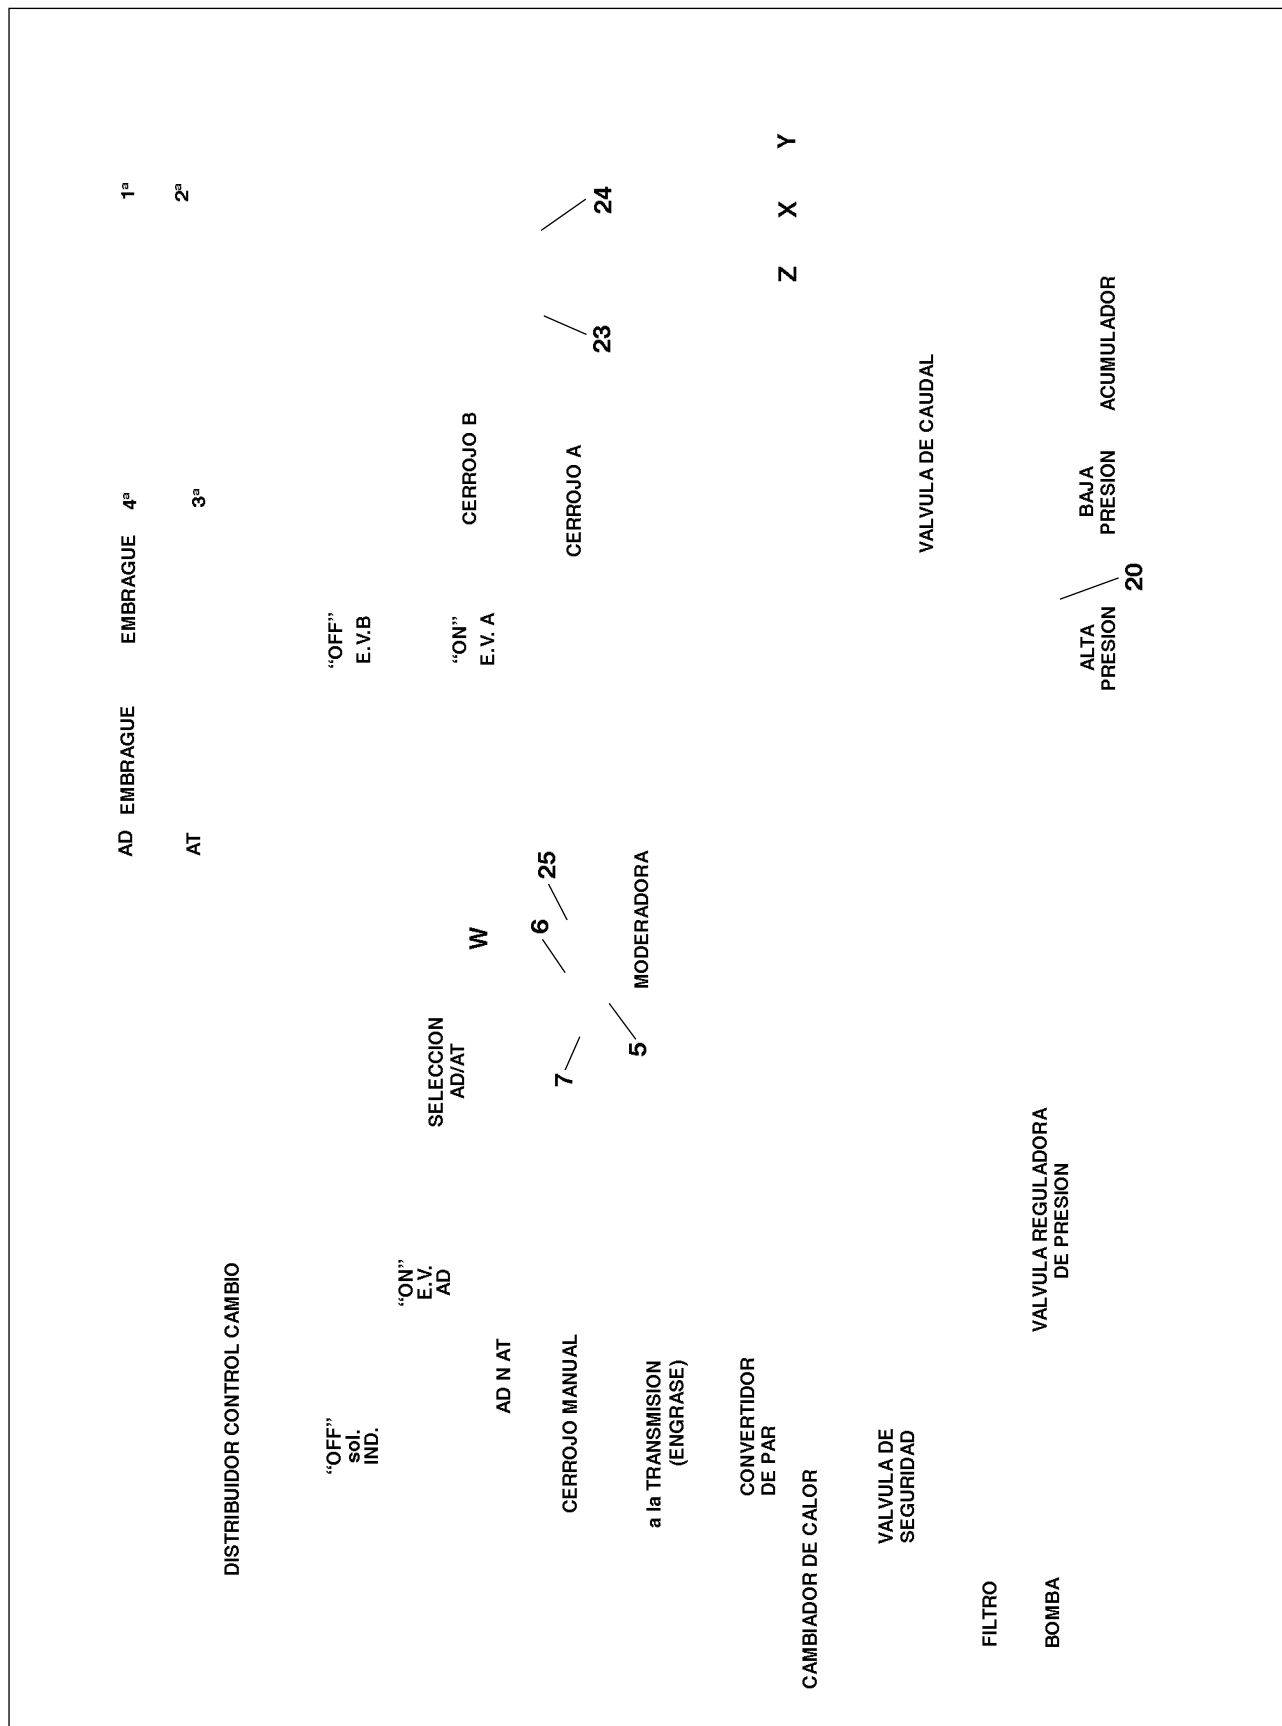 DISTRIBUIDOR CONTROL CAMBIO
AD
EMBRAGUE
EMBRAGUE
4ª
1ª
AT
3ª
2ª
“OFF”
sol.
IND.
“ON”
E.V.
AD
“OFF”
E.V.B
“ON”
E.V. A
SELECCION
AD/AT
W
CERROJO B
AD N AT
CERROJO MANUAL
7
6
25
5
MODERADORA
CERROJO A
23
24
a la TRANSMISION
(ENGRASE)
CONVERTIDOR
DE PAR
CAMBIADOR DE CALOR
Z
X
Y
VALVULA DE
SEGURIDAD
VALVULA DE CAUDAL
FILTRO
BOMBA
VALVULA REGULADORA
DE PRESION
ALTA
PRESION
BAJA
PRESION
ACUMULADOR
20